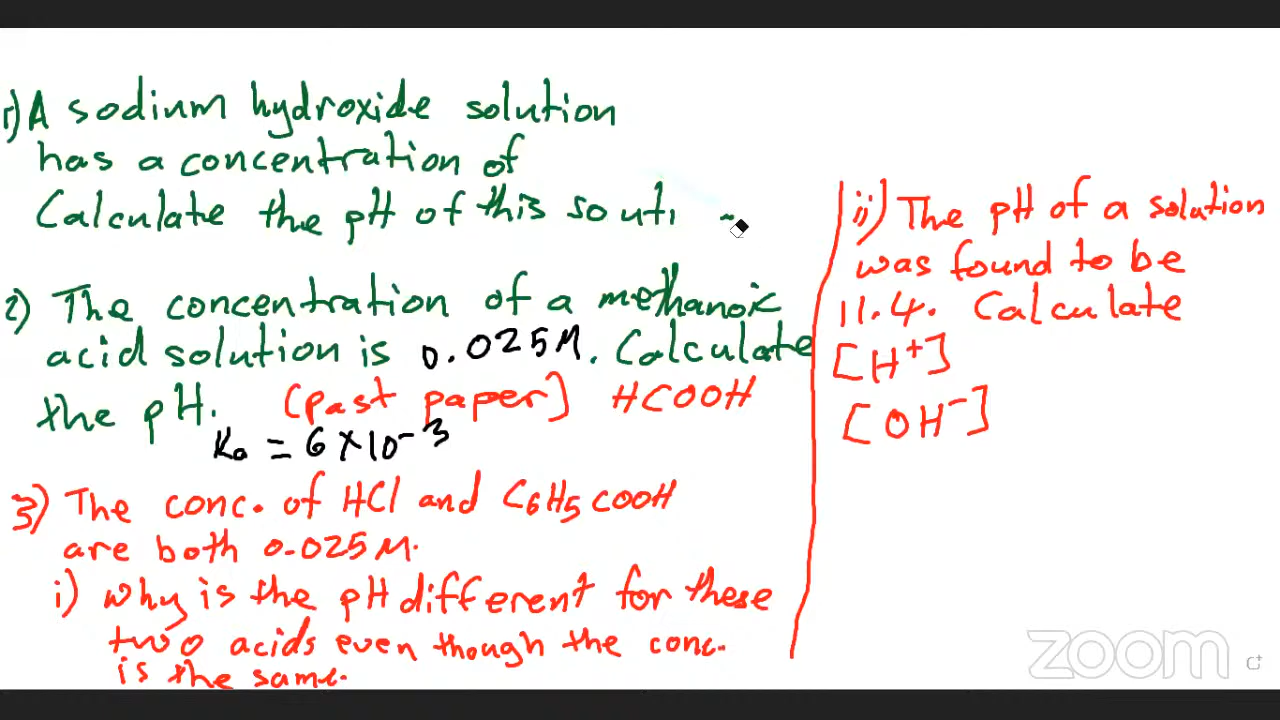 1) A sodium hydroxide solution
has a concentration of
Calculate the pH of this
2) The concentration of a methanoic
acid solution is 0.025M. Calculate
the pH. (past paper) HCOOH
Ka = 6 × 10⁻³
3) The conc. of HCl and C6H5COOH
are both 0.025M.
i) Why is the pH different for these
two acids even though the conc.
is the same.
ii) The pH of a solution
was found to be
11.4. Calculate
[H⁺]
[OH⁻]
zoom